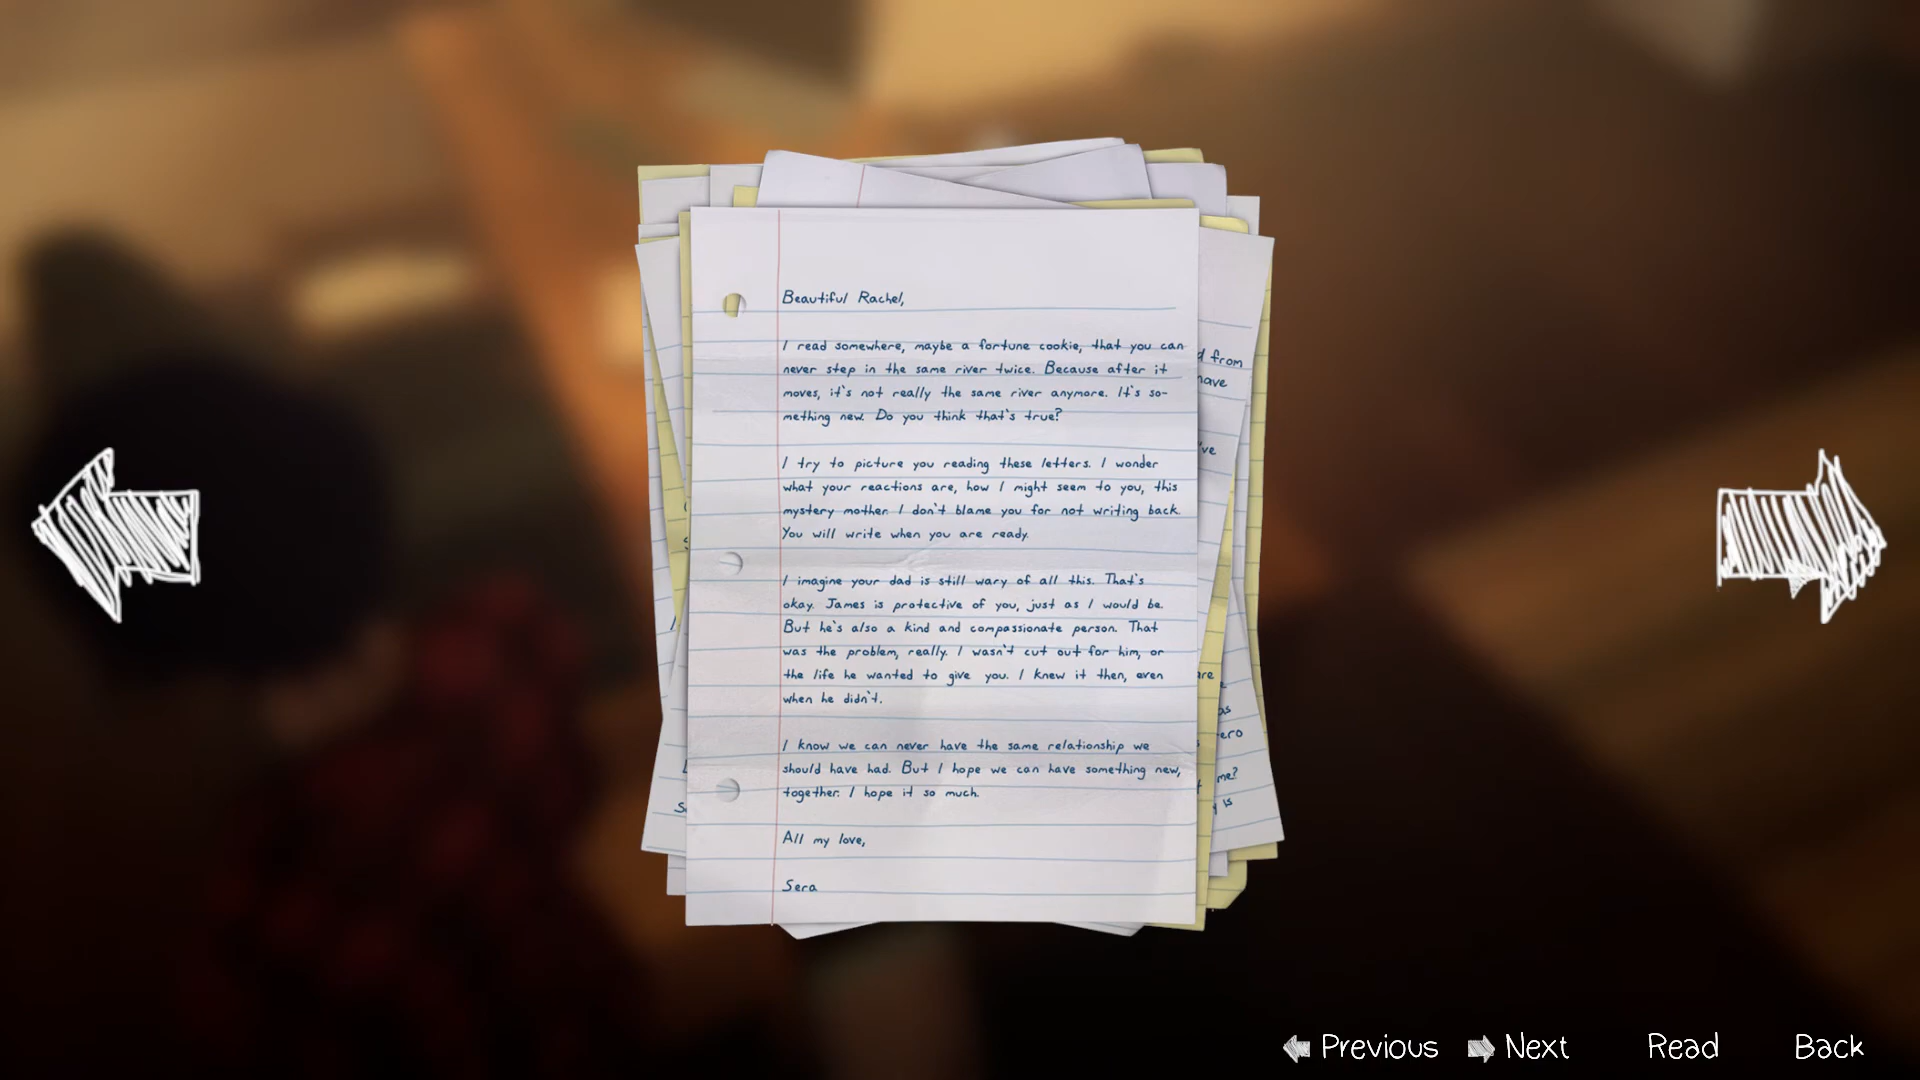 Beautiful Rachel,
I read somewhere, maybe a fortune cookie, that you can
never step in the same river twice. Because after it
moves, it's not really the same river anymore. It's so-
mething new. Do you think that's true?
I try to picture you reading these letters. I wonder
what your reactions are, how I might seem to you, this
mystery mother. I don't blame you for not writing back.
You will write when you are ready.
I imagine your dad is still wary of all this. That's
okay. James is protective of you, just as I would be.
But he's also a kind and compassionate person. That
was the problem, really. I wasn't cut out for him, or
the life he wanted to give you. I knew it then, even
when he didn't.
I know we can never have the same relationship we
should have had. But I hope we can have something new,
together. I hope it so much.
All my love,
Sera
from
have
've
are
as
ero
me?
is
Previous
Next
Read
Back